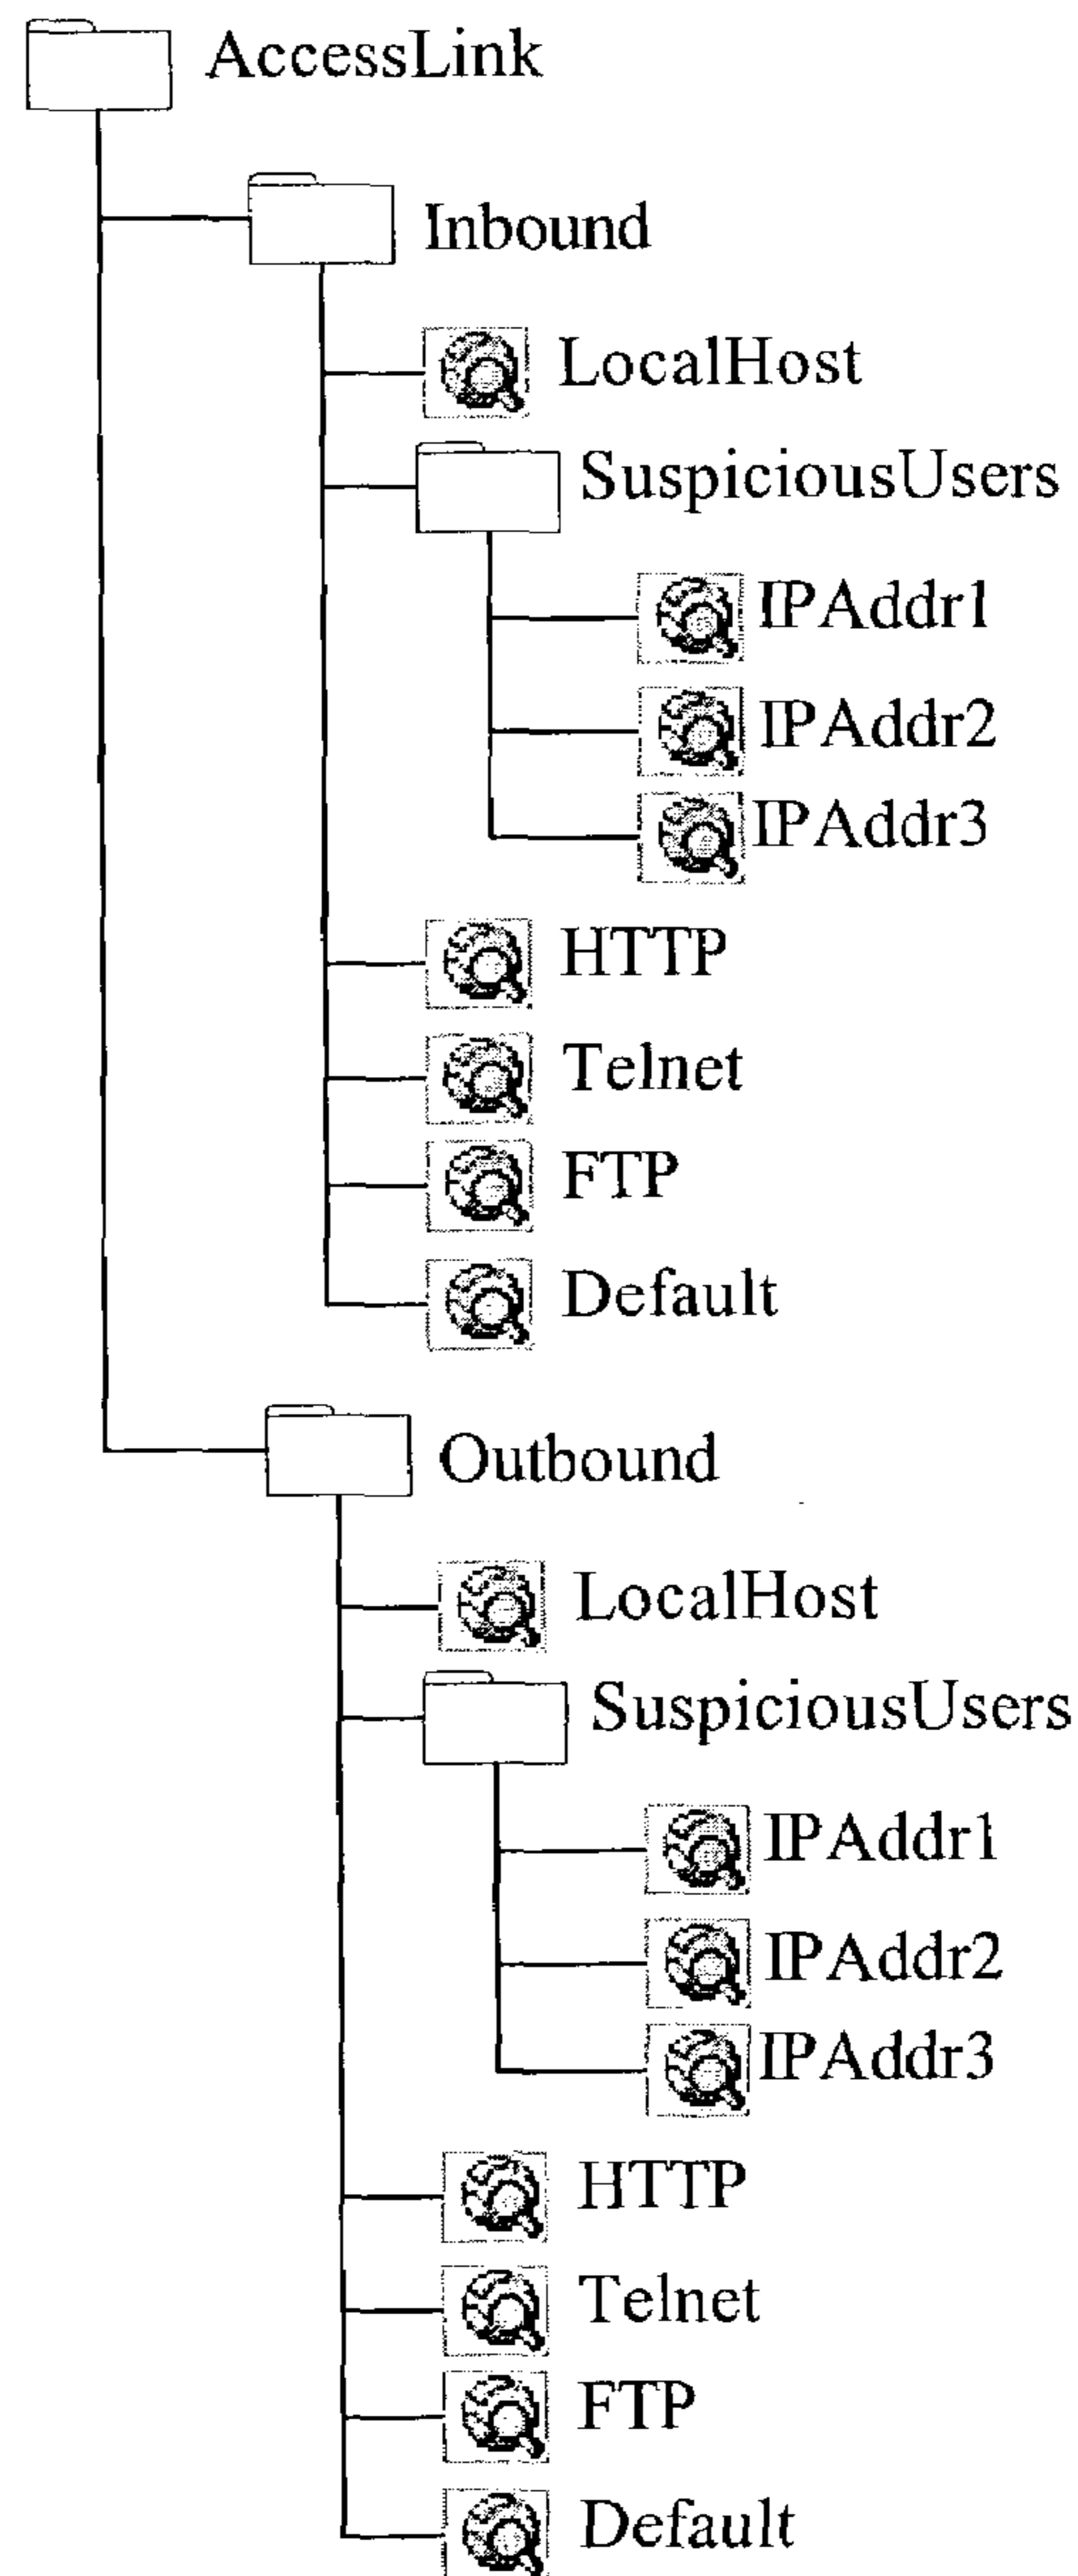 AccessLink
Inbound
LocalHost
SuspiciousUsers
IPAddr1
IPAddr2
IPAddr3
HTTP
Telnet
FTP
Default
Outbound
LocalHost
SuspiciousUsers
IPAddr1
IPAddr2
IPAddr3
HTTP
Telnet
FTP
Default